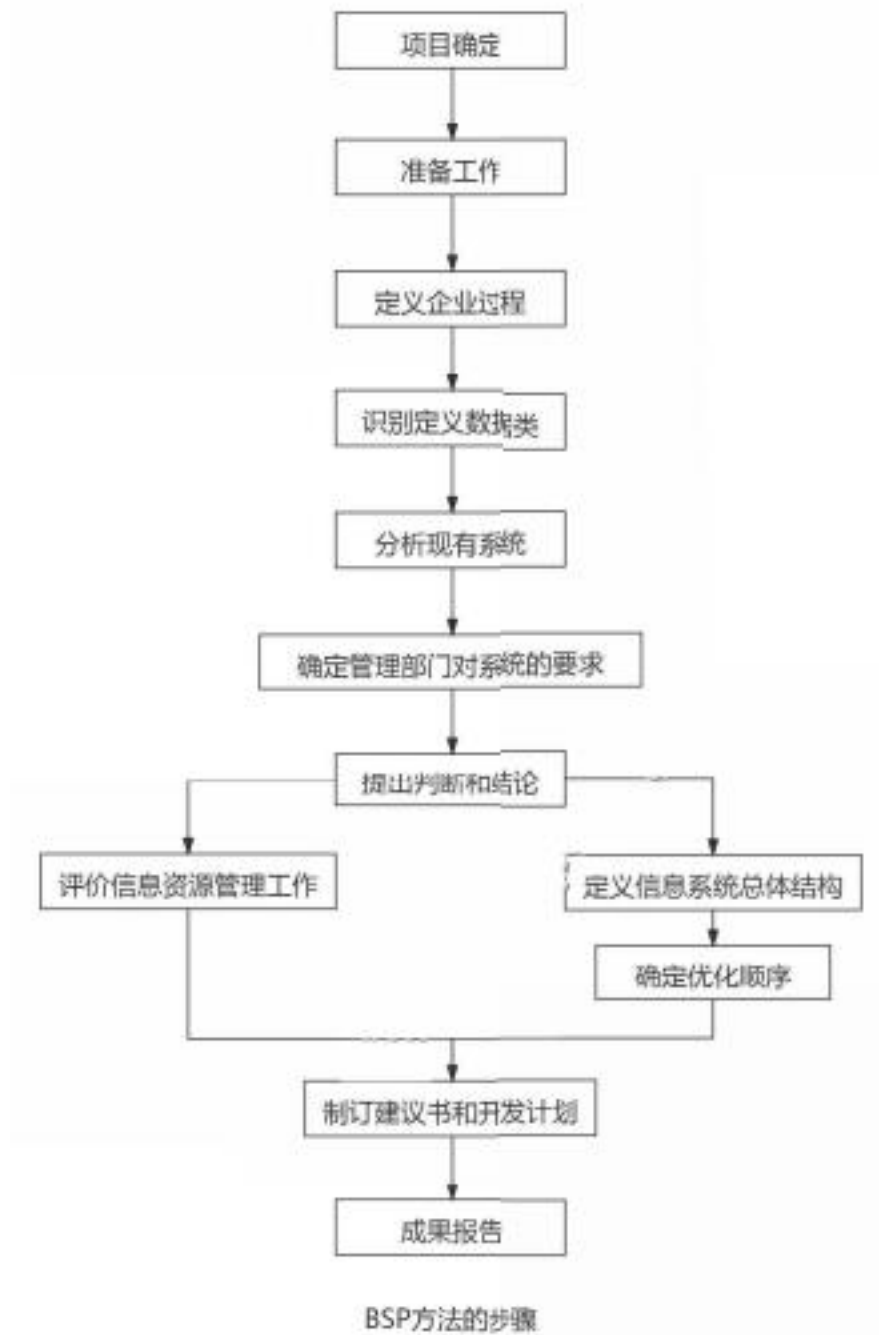 项目确定
准备工作
定义企业过程
识别定义数据类
分析现有系统
确定管理部门对系统的要求
提出判断和结论
评价信息资源管理工作
定义信息系统总体结构
确定优化顺序
制订建议书和开发计划
成果报告
BSP方法的步骤